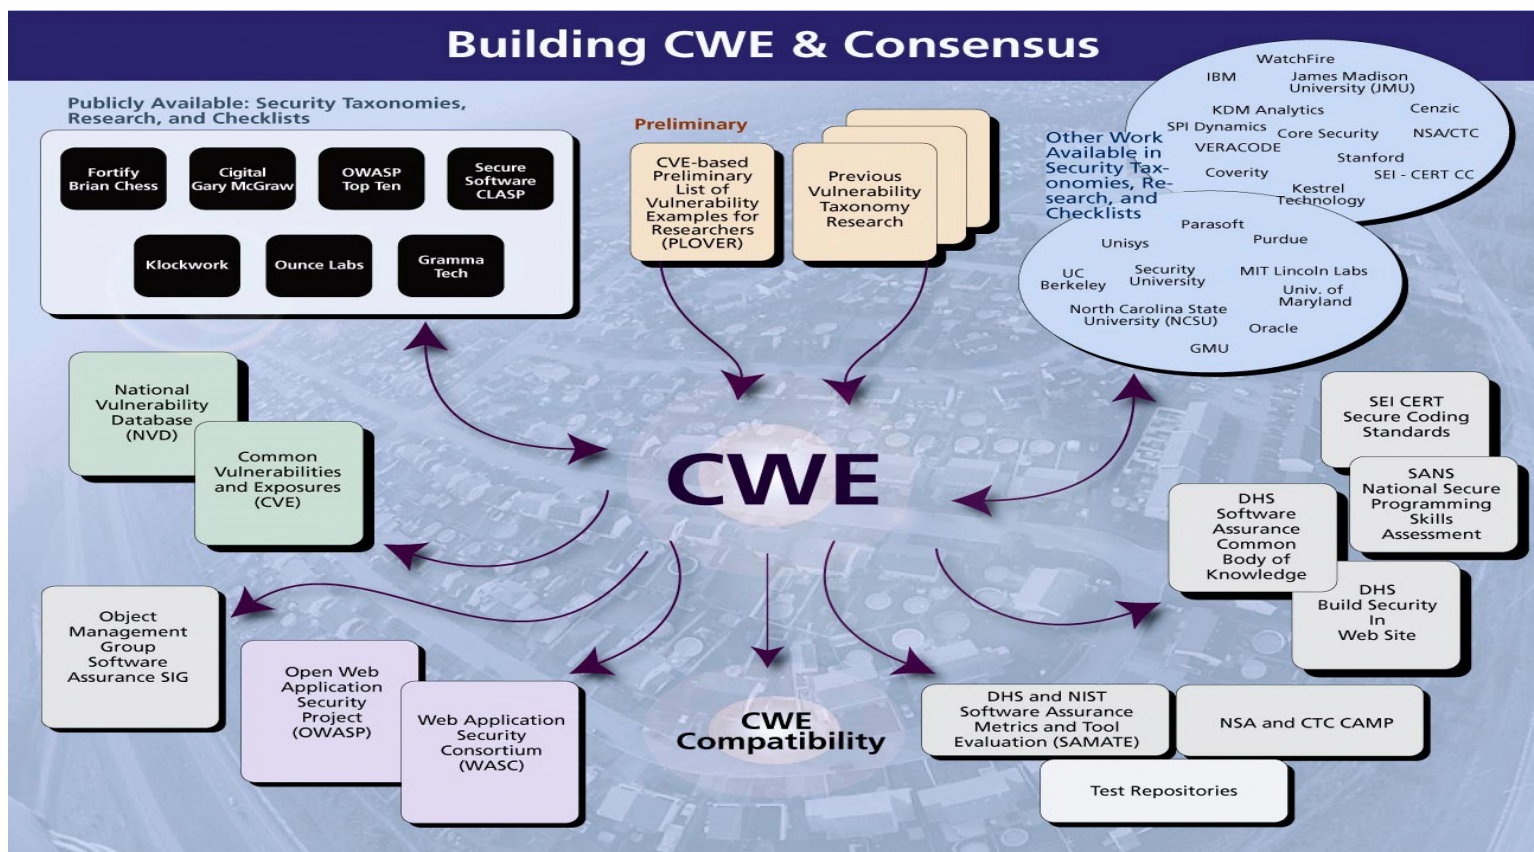 Building CWE & Consensus
Publicly Available: Security Taxonomies,
Research, and Checklists
Fortify
Brian Chess
Cigital
Gary McGraw
OWASP
Top Ten
Secure
Software
CLASP
Klockwork
Ounce Labs
Gramma
Tech
Preliminary
CVE-based
Preliminary
List of
Vulnerability
Examples for
Researchers
(PLOVER)
Previous
Vulnerability
Taxonomy
Research
Other Work
Available in
Security Tax-
onomies, Re-
search, and
Checklists
WatchFire
IBM
James Madison
University (JMU)
KDM Analytics
Cenzic
SPI Dynamics
Core Security
NSA/CTC
VERACODE
Stanford
Coverity
SEI - CERT CC
Kestrel
Technology
Parasoft
Unisys
Purdue
UC
Berkeley
Security
University
MIT Lincoln Labs
Univ. of
Maryland
North Carolina State
University (NCSU)
Oracle
GMU
National
Vulnerability
Database
(NVD)
Common
Vulnerabilities
and Exposures
(CVE)
CWE
SEI CERT
Secure Coding
Standards
SANS
National Secure
Programming
Skills
Assessment
DHS
Software
Assurance
Common
Body of
Knowledge
DHS
Build Security
In
Web Site
Object
Management
Group
Software
Assurance SIG
Open Web
Application
Security
Project
(OWASP)
Web Application
Security
Consortium
(WASC)
CWE
Compatibility
DHS and NIST
Software Assurance
Metrics and Tool
Evaluation (SAMATE)
NSA and CTC CAMP
Test Repositories